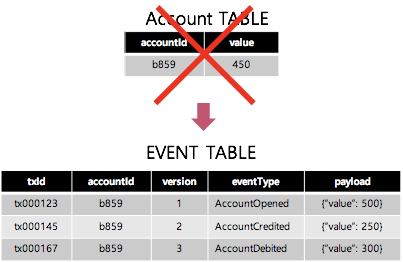 Account TABLE
accountId value
b859 450
EVENT TABLE
txId accountId version eventType payload
tx000123 b859 1 AccountOpened {"value": 500}
tx000145 b859 2 AccountCredited {"value": 250}
tx000167 b859 3 AccountDebited {"value": 300}